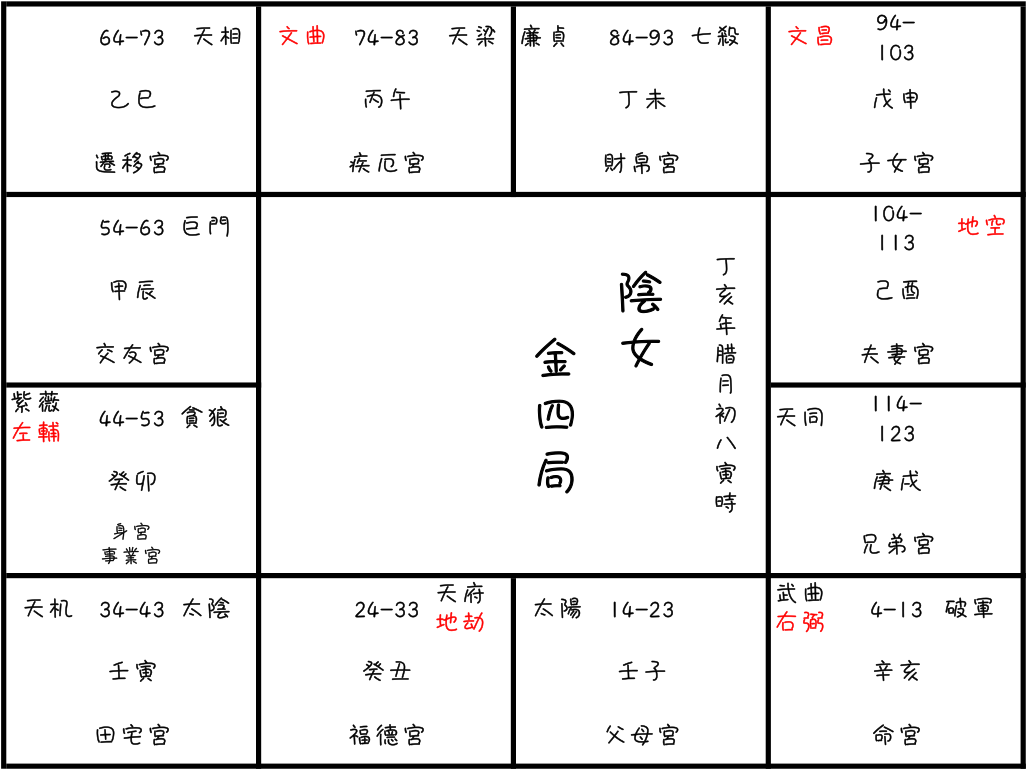 64-73 天相
乙巳
遷移宮
文曲 74-83 天梁
丙午
疾厄宮
廉貞 84-93 七殺
丁未
財帛宮
文昌 94-
103
戊申
子女宮
54-63 巨門
甲辰
交友宮
104-
113 地空
己酉
夫妻宮
丁亥年腊月初八寅時
陰女
金四局
紫薇
左輔 44-53 貪狼
癸卯
身宮
事業宮
天同 114-
123
庚戌
兄弟宮
天机 34-43 太陰
壬寅
田宅宮
24-33 天府
地劫
癸丑
福德宮
太陽 14-23
壬子
父母宮
武曲
右弼 4-13 破軍
辛亥
命宮